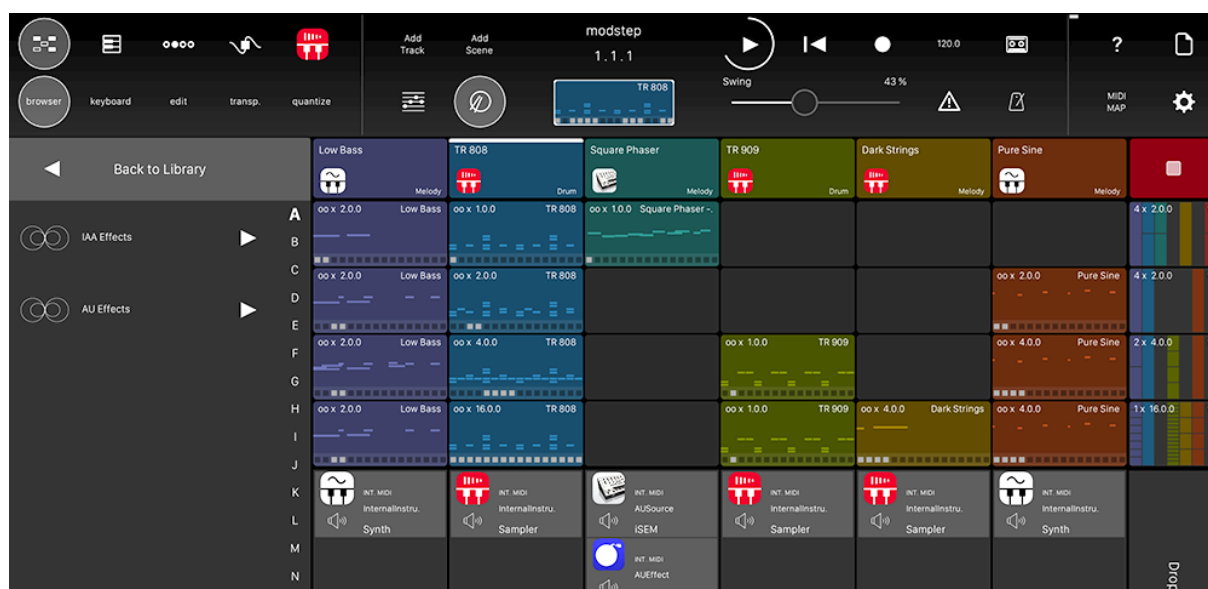 Add
Track
Add
Scene
modstep
1.1.1
120.0
?
browser
keyboard
edit
transp.
quantize
TR 808
Swing
43 %
MIDI
MAP
Back to Library
Low Bass
Melody
TR 808
Drum
Square Phaser
Melody
TR 909
Drum
Dark Strings
Melody
Pure Sine
Melody
IAA Effects
AU Effects
A
B
C
D
E
F
G
H
I
J
K
L
M
N
oo x 2.0.0 Low Bass
oo x 1.0.0 TR 808
oo x 1.0.0 Square Phaser -.
4 x 2.0.0
oo x 2.0.0 Low Bass
oo x 2.0.0 TR 808
oo x 2.0.0 Pure Sine
4 x 2.0.0
oo x 2.0.0 Low Bass
oo x 4.0.0 TR 808
oo x 1.0.0 TR 909
oo x 4.0.0 Pure Sine
2 x 4.0.0
oo x 2.0.0 Low Bass
oo x 16.0.0 TR 808
oo x 1.0.0 TR 909
oo x 4.0.0 Dark Strings
oo x 4.0.0 Pure Sine
1 x 16.0.0
INT. MIDI
InternalInstru.
Synth
INT. MIDI
InternalInstru.
Sampler
INT. MIDI
AUSource
iSEM
INT. MIDI
InternalInstru.
Sampler
INT. MIDI
InternalInstru.
Sampler
INT. MIDI
InternalInstru.
Synth
INT. MIDI
AUEffect
Drop